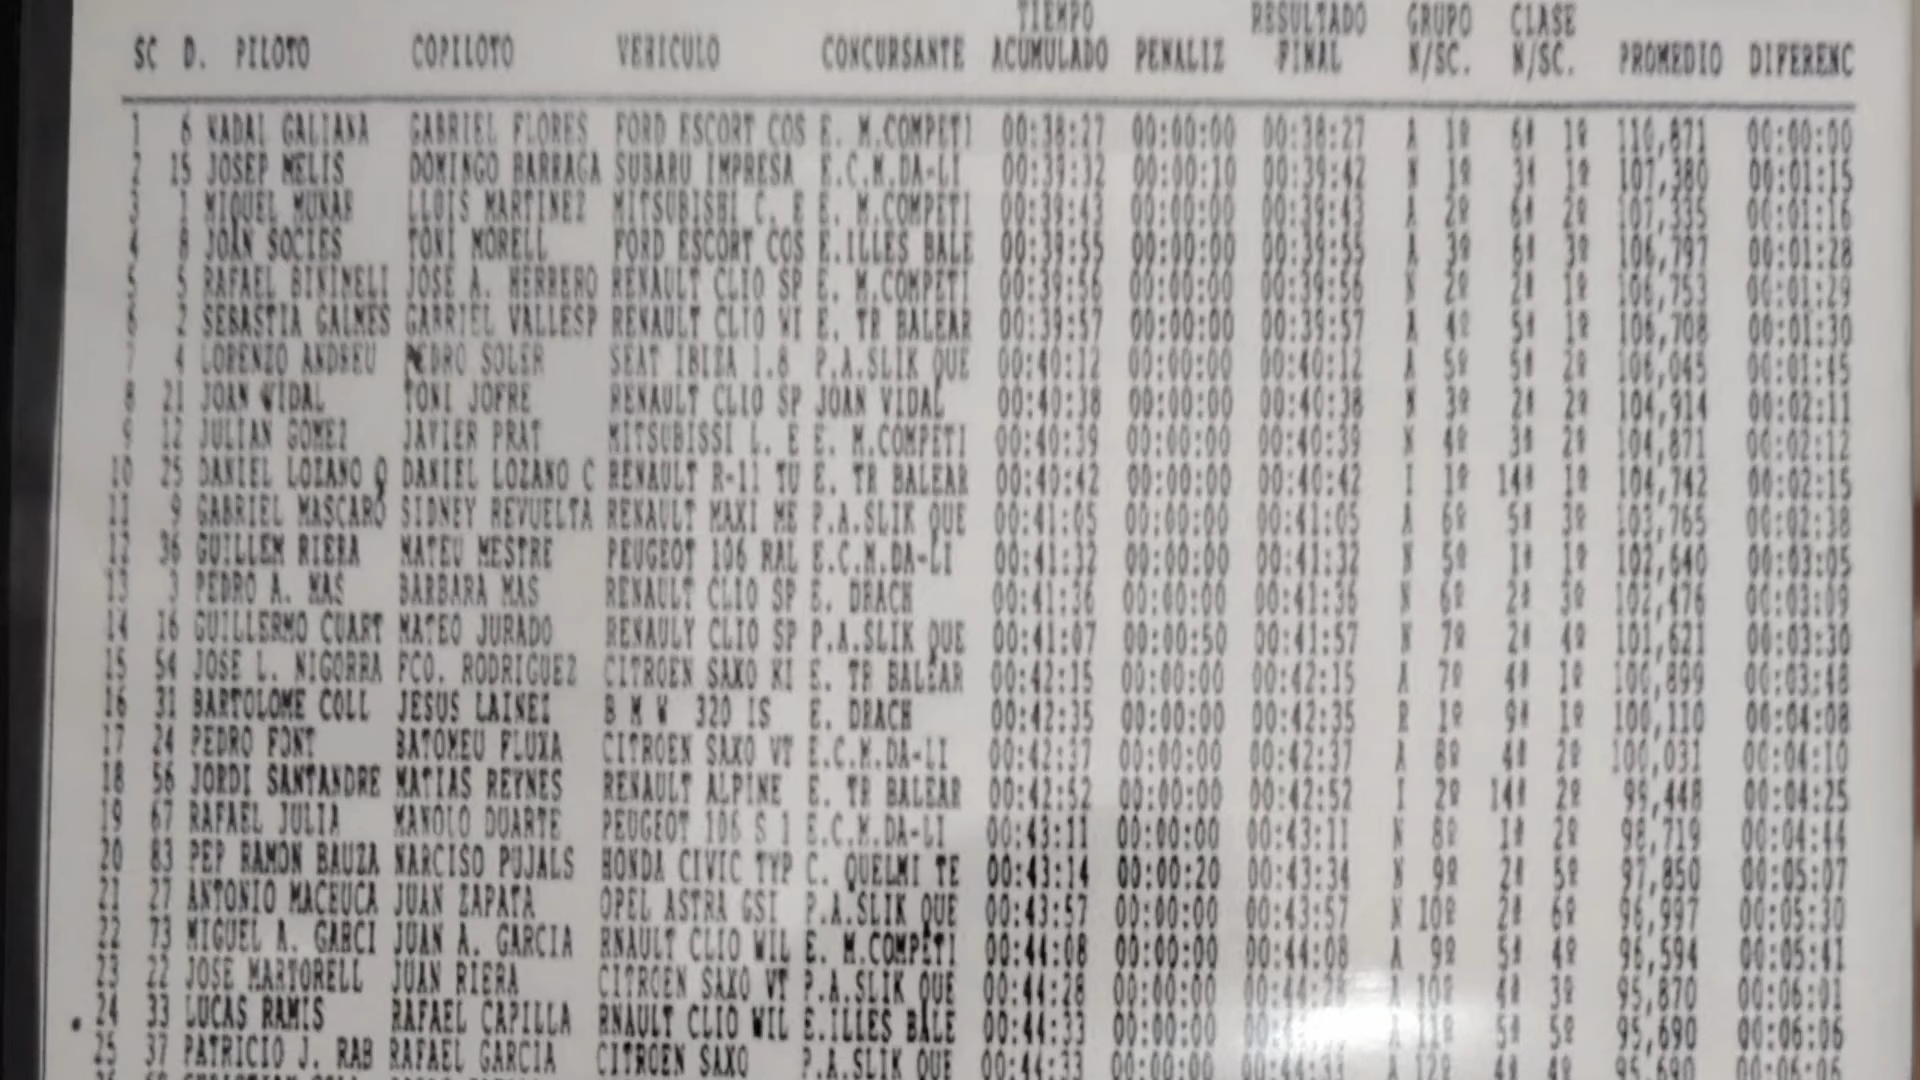 TIEMPO RESULTADO GRUPO CLASE
SC D. PILOTO COPILOTO VEHICULO CONCURSANTE ACUMULADO PENALIZ FINAL N/SC. N/SC. PROMEDIO DIFERENC
1 6 NADAL GALIANA GABRIEL FLORES FORD ESCORT COS E. M.COMPETI 00:38:27 00:00:00 00:38:27 A 1º 6ª 1º 110,871 00:00:00
2 15 JOSEP MELIS DOMINGO BARRAGA SUBARU IMPRESA E.C.M.DA-LI 00:39:32 00:00:10 00:39:42 N 1º 3ª 1º 107,380 00:01:15
3 1 MIQUEL MUNAR LLUIS MARTINEZ MITSUBISHI C. E E. M.COMPETI 00:39:43 00:00:00 00:39:43 A 2º 6ª 2º 107,335 00:01:16
4 8 JOAN SOCIES TONI MORELL FORD ESCORT COS E.ILLES BALE 00:39:55 00:00:00 00:39:55 A 3º 6ª 3º 106,797 00:01:28
5 5 RAFAEL BINIMELI JOSE A. HERRERO RENAULT CLIO SP E. M.COMPETI 00:39:56 00:00:00 00:39:56 N 2º 2ª 1º 106,753 00:01:29
6 2 SEBASTIA GALMES GABRIEL VALLESP RENAULT CLIO WI E. TR BALEAR 00:39:57 00:00:00 00:39:57 A 4º 5ª 1º 106,708 00:01:30
7 4 LORENZO ANDREU PEDRO SOLER SEAT IBIZA 1.8 P.A.SLIK QUE 00:40:12 00:00:00 00:40:12 A 5º 5ª 2º 106,045 00:01:45
8 21 JOAN VIDAL TONI JOFRE RENAULT CLIO SP JOAN VIDAL 00:40:38 00:00:00 00:40:38 N 3º 2ª 2º 104,914 00:02:11
9 12 JULIAN GOMEZ JAVIER PRAT MITSUBISSI L. E E. M.COMPETI 00:40:39 00:00:00 00:40:39 N 4º 3ª 2º 104,871 00:02:12
10 25 DANIEL LOZANO Q DANIEL LOZANO C RENAULT R-11 TU E. TR BALEAR 00:40:42 00:00:00 00:40:42 I 1º 14ª 1º 104,742 00:02:15
11 9 GABRIEL MASCARO SIDNEY REVUELTA RENAULT MAXI ME P.A.SLIK QUE 00:41:05 00:00:00 00:41:05 A 6º 5ª 3º 103,765 00:02:38
12 36 GUILLEM RIERA MATEU MESTRE PEUGEOT 106 RAL E.C.M.DA-LI 00:41:32 00:00:00 00:41:32 N 5º 1ª 1º 102,640 00:03:05
13 3 PEDRO A. MAS BARBARA MAS RENAULT CLIO SP E. DRACH 00:41:36 00:00:00 00:41:36 N 6º 2ª 3º 102,476 00:03:09
14 16 GUILLERMO CUART MATEO JURADO RENAULY CLIO SP P.A.SLIK QUE 00:41:07 00:00:50 00:41:57 N 7º 2ª 4º 101,621 00:03:30
15 54 JOSE L. NIGORRA FCO. RODRIGUEZ CITROEN SAXO KI E. TR BALEAR 00:42:15 00:00:00 00:42:15 A 7º 4ª 1º 100,899 00:03:48
16 31 BARTOLOME COLL JESUS LAINEZ B M W 320 IS E. DRACH 00:42:35 00:00:00 00:42:35 R 1º 9ª 1º 100,110 00:04:08
17 24 PEDRO FONT BATOMEU FLUXA CITROEN SAXO VT E.C.M.DA-LI 00:42:37 00:00:00 00:42:37 A 8º 4ª 2º 100,031 00:04:10
18 56 JORDI SANTANDRE MATIAS REYNES RENAULT ALPINE E. TR BALEAR 00:42:52 00:00:00 00:42:52 I 2º 14ª 2º 99,448 00:04:25
19 67 RAFAEL JULIA MANOLO DUARTE PEUGEOT 106 S 1 E.C.M.DA-LI 00:43:11 00:00:00 00:43:11 N 8º 1ª 2º 98,719 00:04:44
20 83 PEP RAMON BAUZA NARCISO PUJALS HONDA CIVIC TYP C. QUELMI TE 00:43:14 00:00:20 00:43:34 N 9º 2ª 5º 97,850 00:05:07
21 27 ANTONIO MACHUCA JUAN ZAPATA OPEL ASTRA GSI P.A.SLIK QUE 00:43:57 00:00:00 00:43:57 N 10º 2ª 6º 96,997 00:05:30
22 73 MIGUEL A. GARCI JUAN A. GARCIA RNAULT CLIO WIL E. M.COMPETI 00:44:08 00:00:00 00:44:08 A 9º 5ª 4º 96,594 00:05:41
23 22 JOSE MARTORELL JUAN RIERA CITROEN SAXO VT P.A.SLIK QUE 00:44:28 00:00:00 00:44:28 A 10º 4ª 3º 95,870 00:06:01
24 33 LUCAS RAMIS RAFAEL CAPILLA RNAULT CLIO WIL E.ILLES BALE 00:44:33 00:00:00 A 11º 5ª 5º 95,690 00:06:06
25 37 PATRICIO J. RAB RAFAEL GARCIA CITROEN SAXO P.A.SLIK QUE 00:44:33 00:00:00 A 12º 4ª 4º 95,690 00:06:06